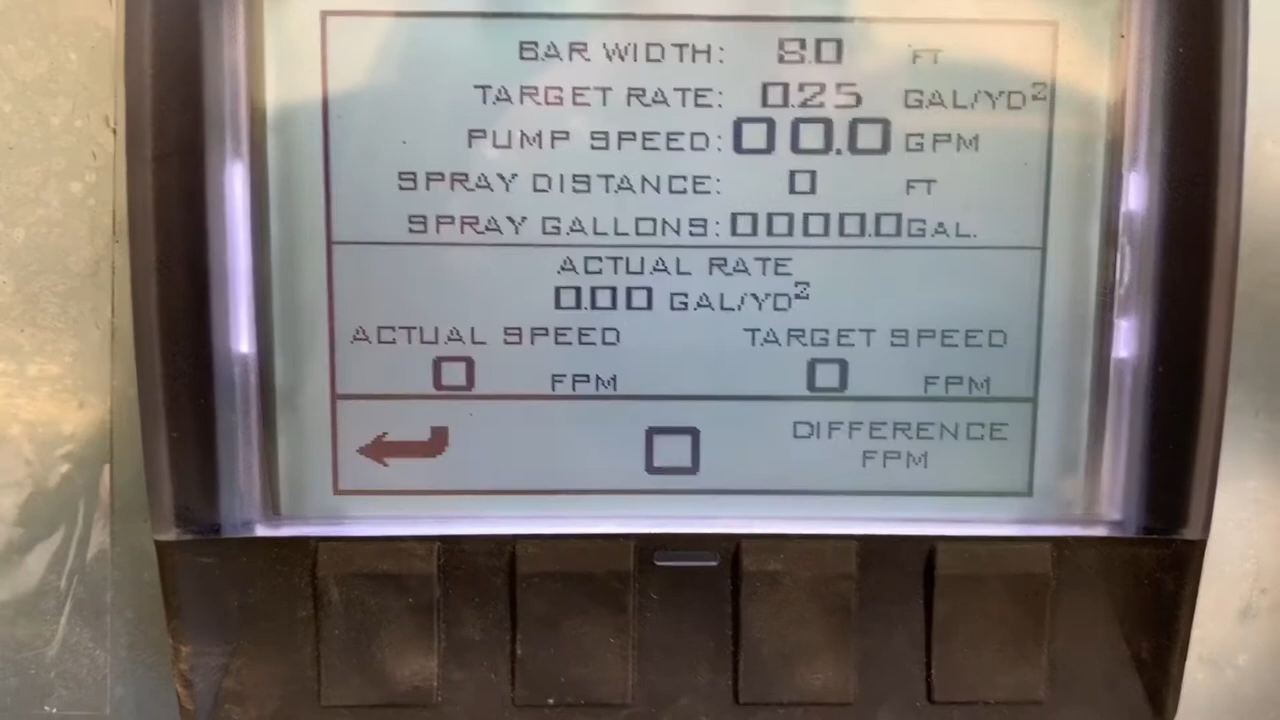 BAR WIDTH: 8.0 FT
TARGET RATE: 0.25 GAL/YD²
PUMP SPEED: 00.0 GPM
SPRAY DISTANCE: 0 FT
SPRAY GALLONS: 0000.0 GAL.
ACTUAL RATE
0.00 GAL/YD²
ACTUAL SPEED TARGET SPEED
0 FPM 0 FPM
0 DIFFERENCE
FPM